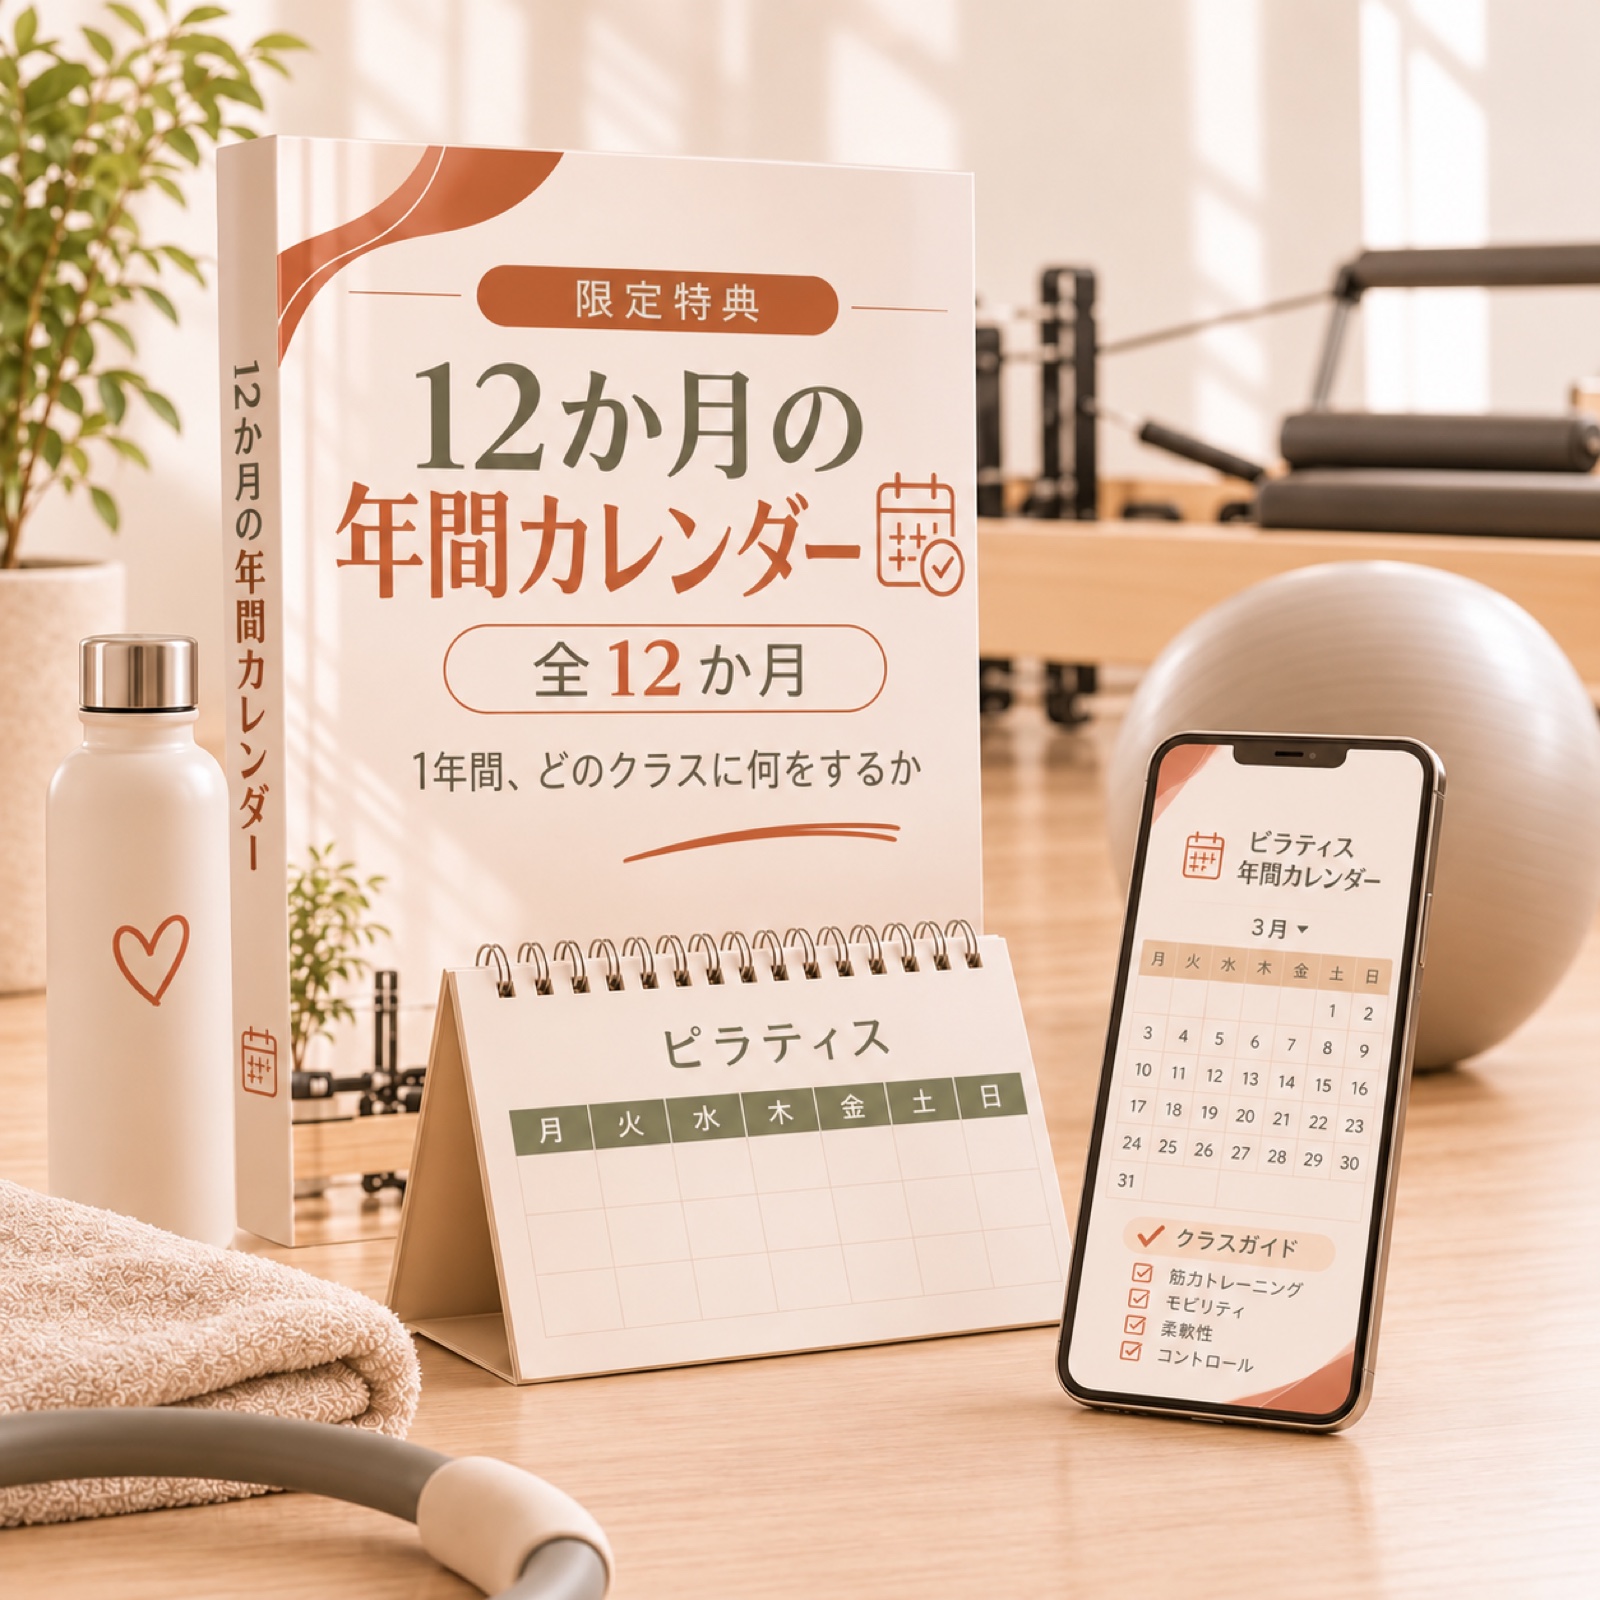 限定特典
12か月の
年間カレンダー
全12か月
1年間、どのクラスに何をするか
12か月の年間カレンダー
ピラティス
月 火 水 木 金 土 日
ピラティス
年間カレンダー
3月
月 火 水 木 金 土 日
1 2
3 4 5 6 7 8 9
10 11 12 13 14 15 16
17 18 19 20 21 22 23
24 25 26 27 28 29 30
31
クラスガイド
筋力トレーニング
モビリティ
柔軟性
コントロール